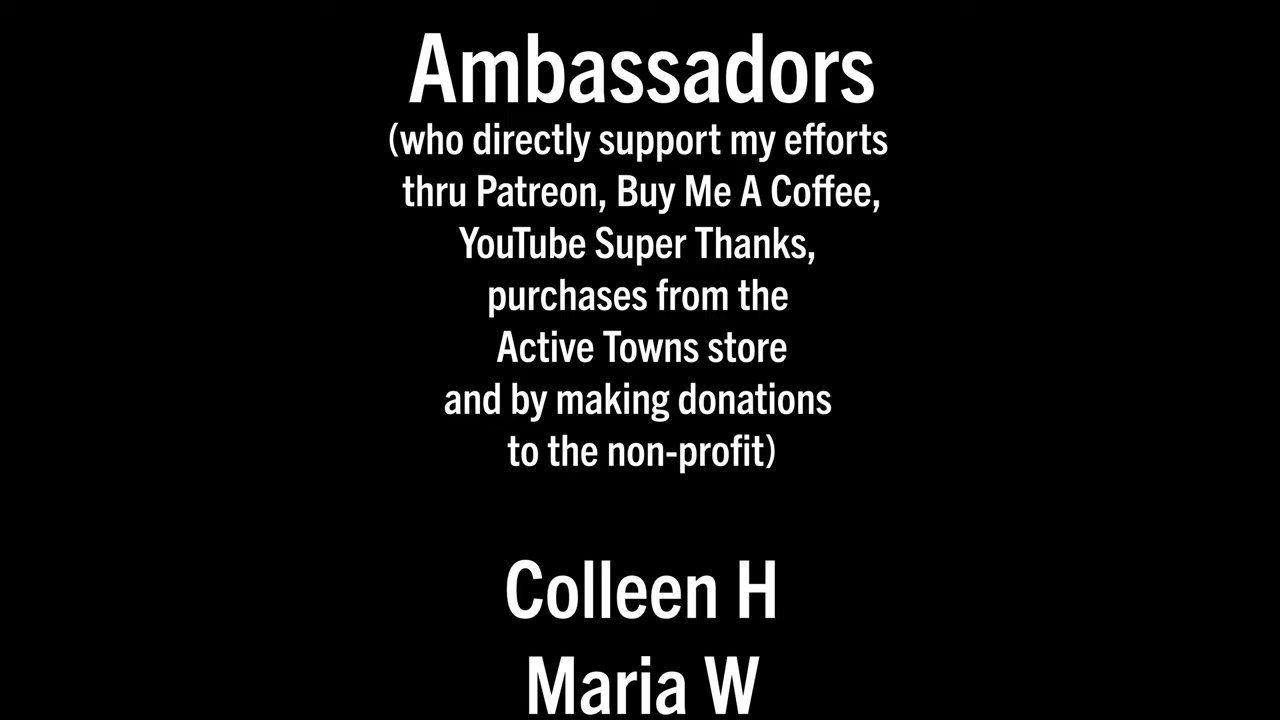 Ambassadors
(who directly support my efforts
thru Patreon, Buy Me A Coffee,
YouTube Super Thanks,
purchases from the
Active Towns store
and by making donations
to the non-profit)
Colleen H
Maria W